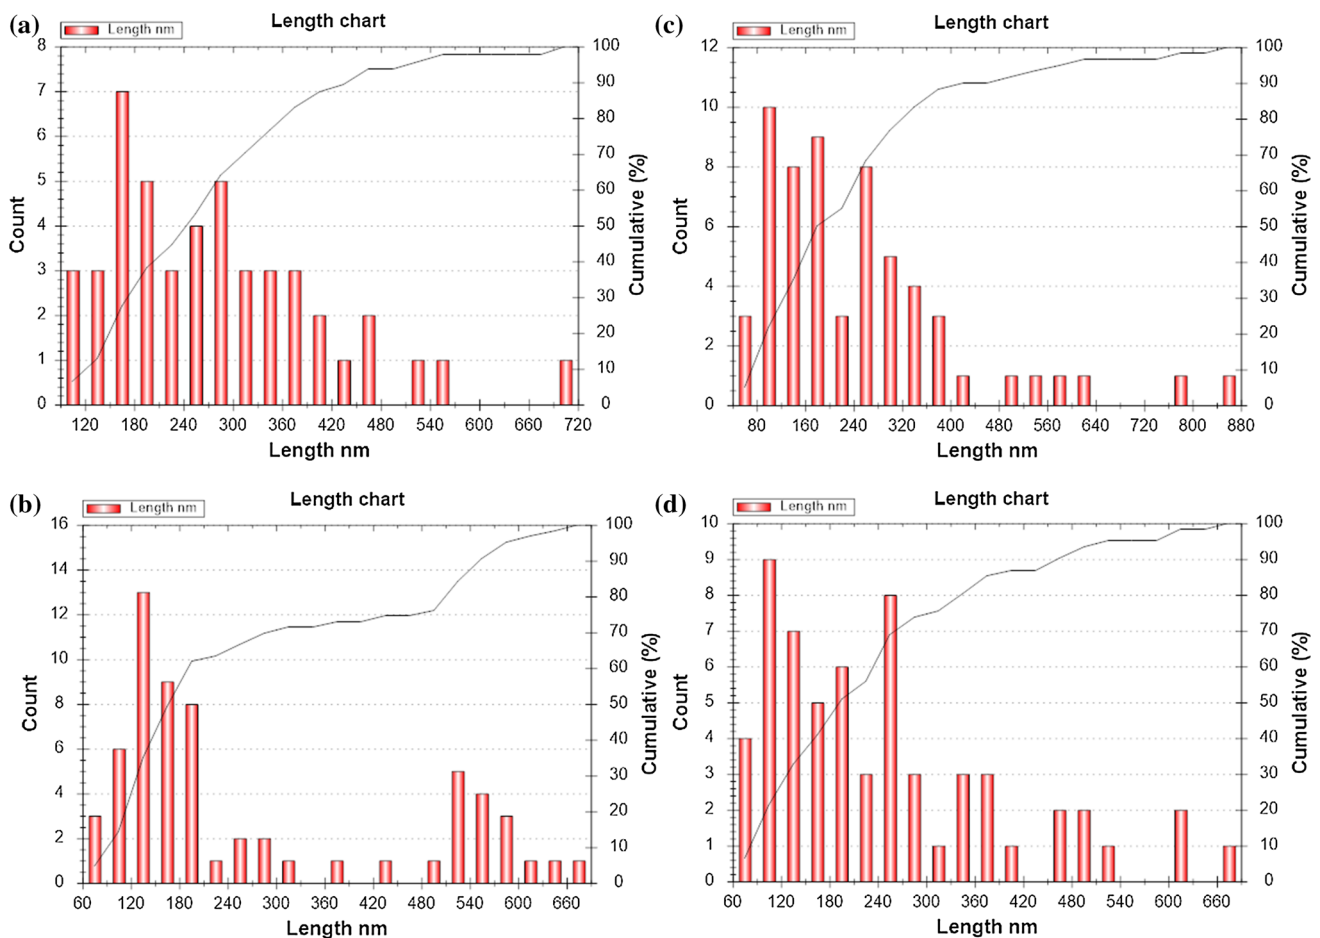 (a)
Length chart
Length nm
8
7
6
5
4
3
2
1
0
Count
100
90
80
70
60
50
40
30
20
10
0
Cumulative (%)
120 180 240 300 360 420 480 540 600 660 720
Length nm
(c)
Length chart
Length nm
12
10
8
6
4
2
0
Count
100
90
80
70
60
50
40
30
20
10
0
Cumulative (%)
80 160 240 320 400 480 560 640 720 800 880
Length nm
(b)
Length chart
Length nm
16
14
12
10
8
6
4
2
0
Count
100
90
80
70
60
50
40
30
20
10
0
Cumulative (%)
60 120 180 240 300 360 420 480 540 600 660
Length nm
(d)
Length chart
Length nm
10
9
8
7
6
5
4
3
2
1
0
Count
100
90
80
70
60
50
40
30
20
10
0
Cumulative (%)
60 120 180 240 300 360 420 480 540 600 660
Length nm